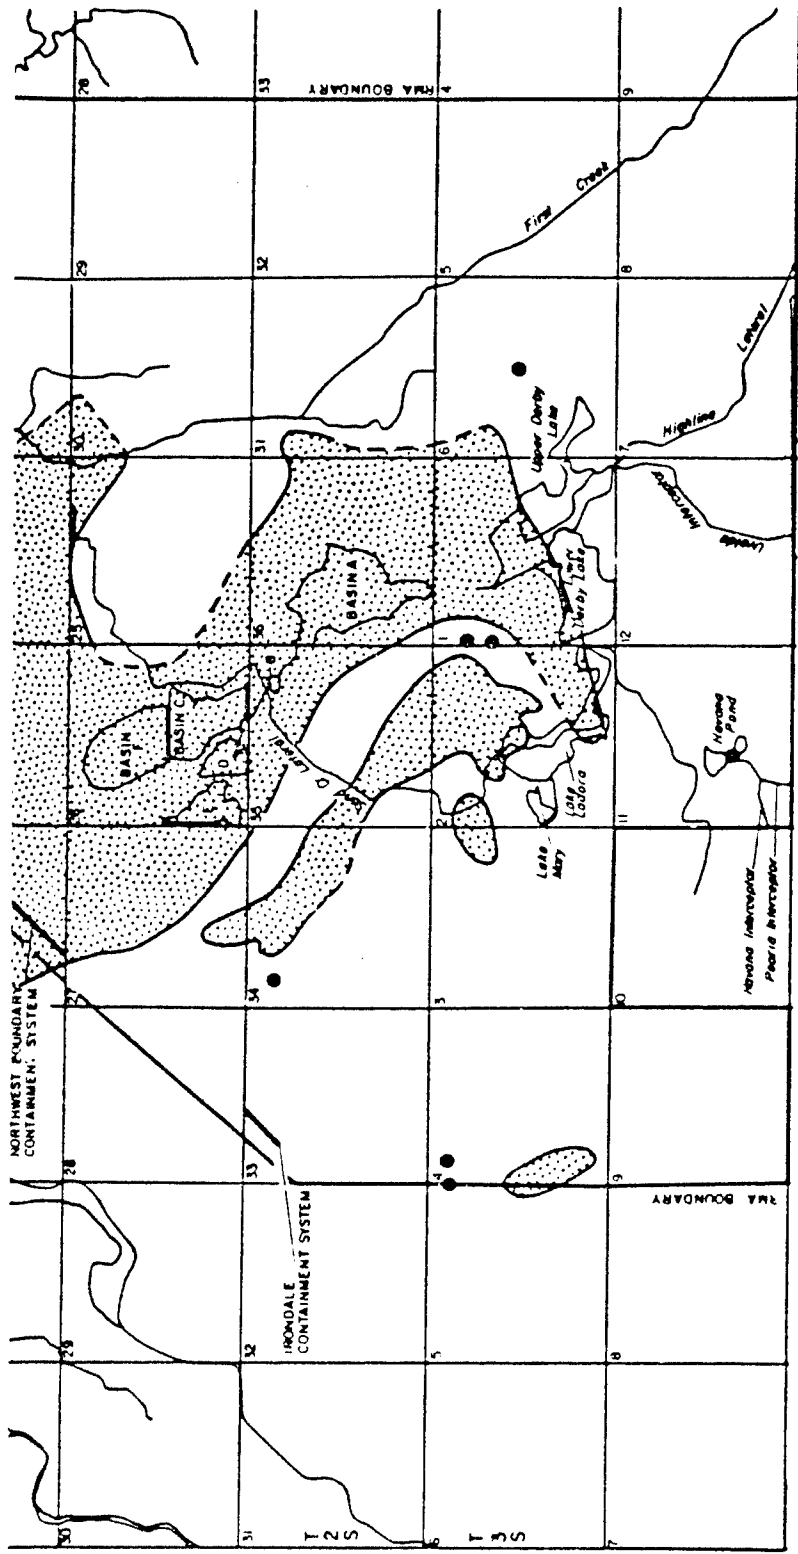 NORTHWEST BOUNDARY
CONTAINMENT SYSTEM
IRONDALE
CONTAINMENT SYSTEM
RMA BOUNDARY
RMA BOUNDARY
BASIN
F
BASIN C
BASIN A
D
E
B
D Lateral
First Creek
Upper Derby
Lake
Lower
Derby Lake
Highline Lateral
Uvalda Interceptor
Lake
Ladora
Lake
Mary
Havana
Pond
Havana Interceptor
Peoria Interceptor
T
2
S
T
3
S
30
29
28
27
25
30
29
28
31
32
33
34
35
36
31
32
33
6
5
4
3
2
1
6
5
4
7
8
9
10
11
12
7
8
9